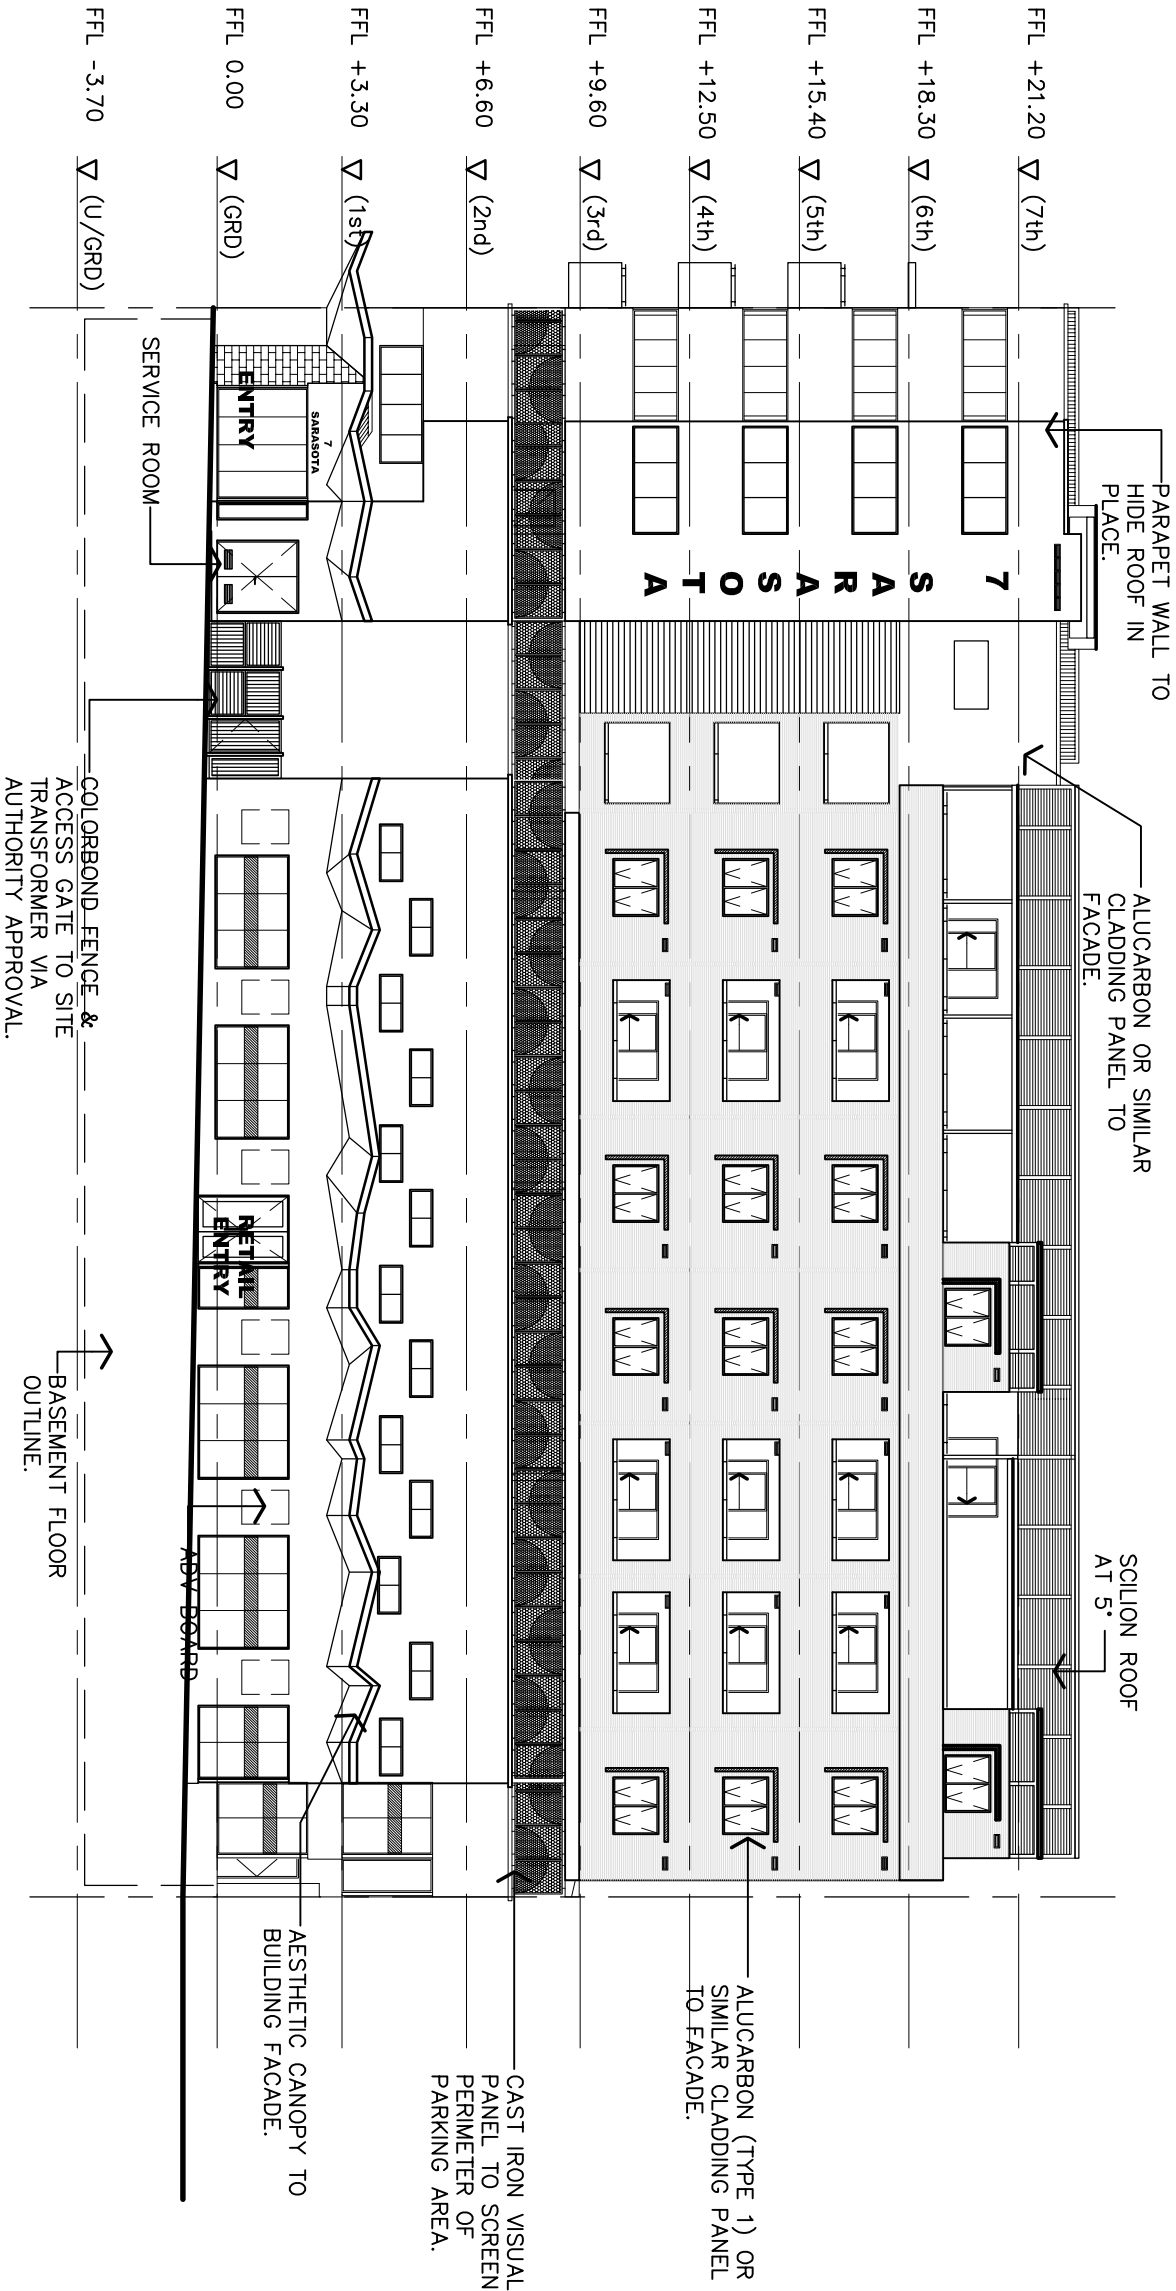 PARAPET WALL TO
HIDE ROOF IN
PLACE.
ALUCARBON OR SIMILAR
CLADDING PANEL TO
FACADE.
SCILION ROOF
AT 5°
FFL +21.20
(7th)
FFL +18.30
(6th)
FFL +15.40
(5th)
FFL +12.50
(4th)
FFL +9.60
(3rd)
FFL +6.60
(2nd)
FFL +3.30
(1st)
FFL 0.00
(GRD)
FFL -3.70
(U/GRD)
7 SARASOTA
7
SARASOTA
ENTRY
RETAIL
ENTRY
ALUCARBON (TYPE 1) OR
SIMILAR CLADDING PANEL
TO FACADE.
CAST IRON VISUAL
PANEL TO SCREEN
PERIMETER OF
PARKING AREA.
AESTHETIC CANOPY TO
BUILDING FACADE.
ADV BOARD
SERVICE ROOM
COLORBOND FENCE &
ACCESS GATE TO SITE
TRANSFORMER VIA
AUTHORITY APPROVAL.
BASEMENT FLOOR
OUTLINE.